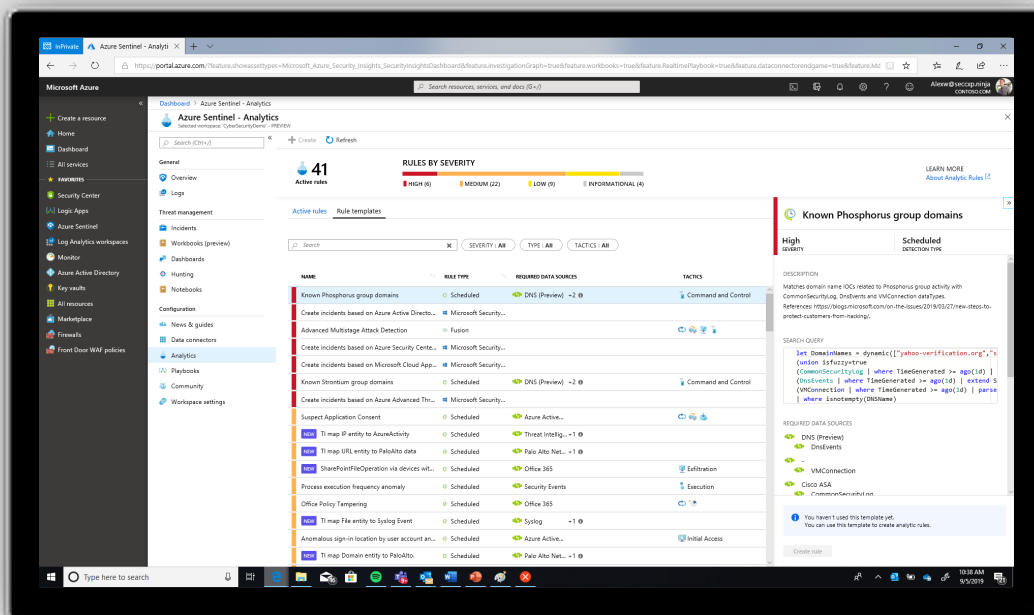 InPrivate
Azure Sentinel - Analyti
https://portal.azure.com/?feature.showassettypes=Microsoft_Azure_Security_Insights_SecurityInsightsDashboard&feature.investigationGraph=true&feature.workbooks=true&feature.RealtimePlaybook=true&feature.dataconnectorendgame=true&feature.Md
Microsoft Azure
Search resources, services, and docs (G+/)
Alexw@seccxp.ninja
CONTOSO.COM
Create a resource
Home
Dashboard
All services
FAVORITES
Security Center
Logic Apps
Azure Sentinel
Log Analytics workspaces
Monitor
Azure Active Directory
Key vaults
All resources
Marketplace
Firewalls
Front Door WAF policies
Dashboard > Azure Sentinel - Analytics
Azure Sentinel - Analytics
Selected workspace: 'CyberSecurityDemo' - PREVIEW
Search (Ctrl+/)
General
Overview
Logs
Threat management
Incidents
Workbooks (preview)
Dashboards
Hunting
Notebooks
Configuration
News & guides
Data connectors
Analytics
Playbooks
Community
Workspace settings
Create
Refresh
41
Active rules
RULES BY SEVERITY
HIGH (6) MEDIUM (22) LOW (9) INFORMATIONAL (4)
LEARN MORE
About Analytic Rules
Active rules Rule templates
Search
SEVERITY : All TYPE : All TACTICS : All
NAME RULE TYPE REQUIRED DATA SOURCES TACTICS
Known Phosphorus group domains Scheduled DNS (Preview) +2 Command and Control
Create incidents based on Azure Active Directo... Microsoft Security...
Advanced Multistage Attack Detection Fusion
Create incidents based on Azure Security Cente... Microsoft Security...
Create incidents based on Microsoft Cloud App... Microsoft Security...
Known Strontium group domains Scheduled DNS (Preview) +2 Command and Control
Create incidents based on Azure Advanced Thr... Microsoft Security...
Suspect Application Consent Scheduled Azure Active...
NEW TI map IP entity to AzureActivity Scheduled Threat Intellig... +1
NEW TI map URL entity to PaloAlto data Scheduled Palo Alto Net... +1
NEW SharePointFileOperation via devices wit... Scheduled Office 365 Exfiltration
Process execution frequency anomaly Scheduled Security Events Execution
Office Policy Tampering Scheduled Office 365
NEW TI map File entity to Syslog Event Scheduled Syslog +1
Anomalous sign-in location by user account an... Scheduled Azure Active... Initial Access
NEW TI map Domain entity to PaloAlto. Scheduled Palo Alto Net... +1
Known Phosphorus group domains
High
SEVERITY
Scheduled
DETECTION TYPE
DESCRIPTION
Matches domain name IOCs related to Phosphorus group activity with
CommonSecurityLog, DnsEvents and VMConnection dataTypes.
References: https://blogs.microsoft.com/on-the-issues/2019/03/27/new-steps-to-
protect-customers-from-hacking/.
SEARCH QUERY
let DomainNames = dynamic(["yahoo-verification.org","s
(union isfuzzy=true
(CommonSecurityLog | where TimeGenerated >= ago(1d) |
(DnsEvents | where TimeGenerated >= ago(1d) | extend S
(VMConnection | where TimeGenerated >= ago(1d) | parse
| where isnotempty(DNSName)
REQUIRED DATA SOURCES
DNS (Preview)
DnsEvents
-
VMConnection
Cisco ASA
CommonSecurityLog
You haven't used this template yet.
You can use this template to create analytic rules.
Create rule
Type here to search
10:38 AM
9/5/2019